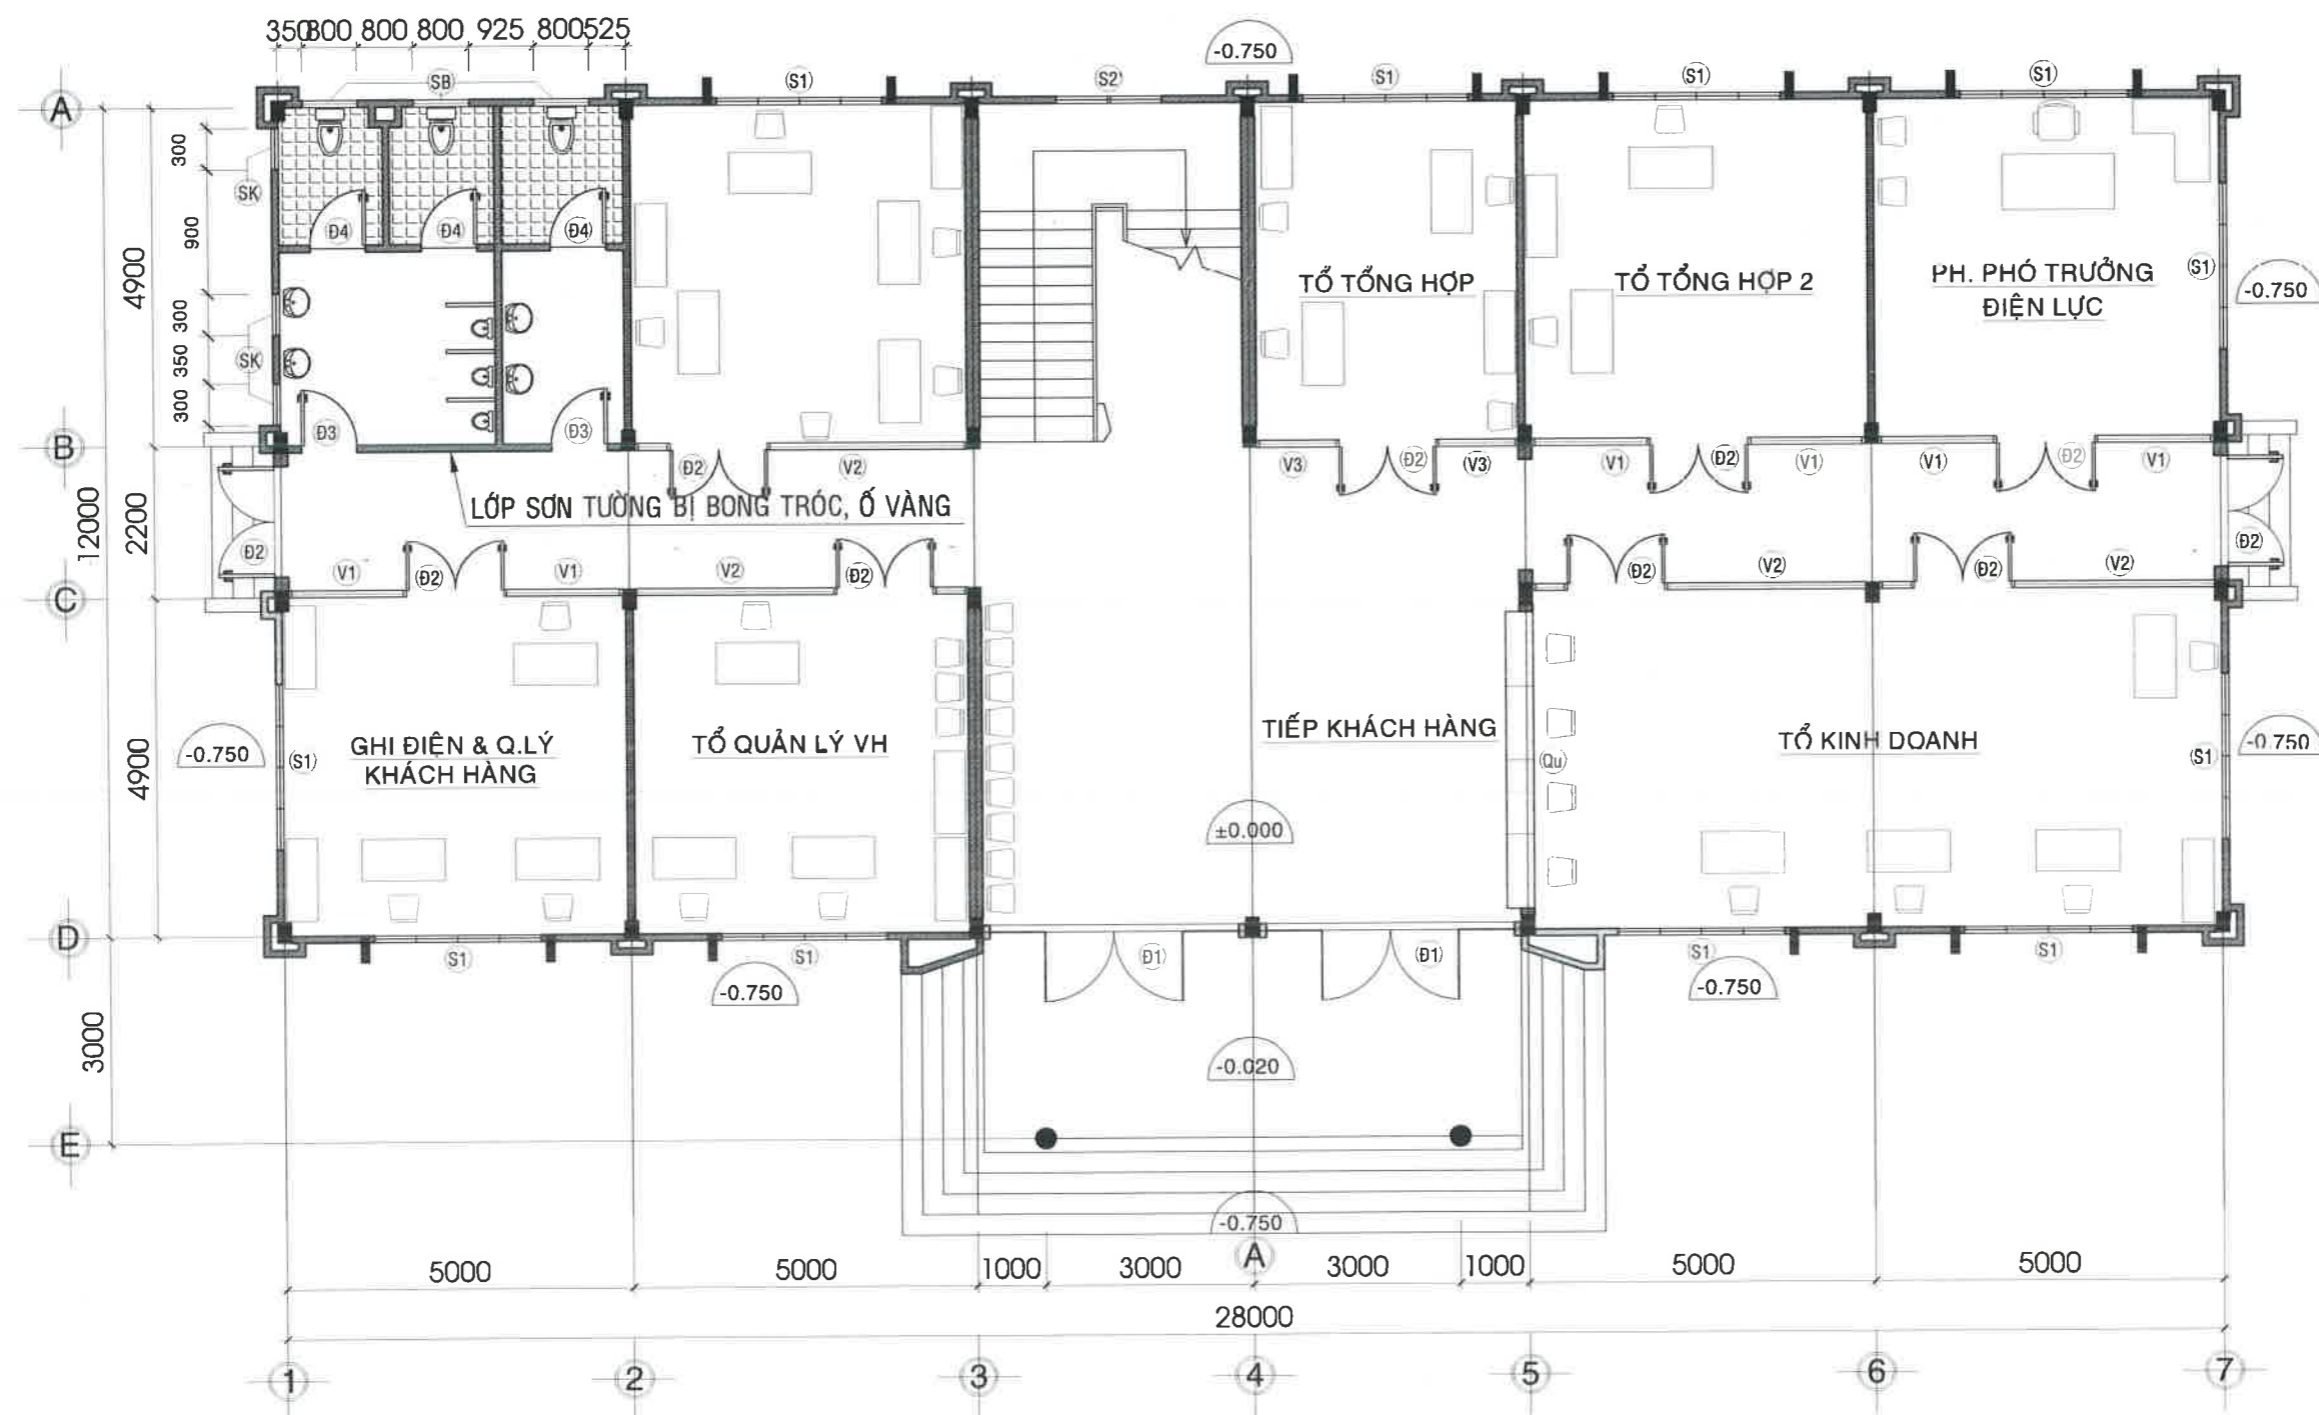 350 800 800 800 925 800 525
-0.750
SB S1 S2' S1 S1 S1
A
300
SK
900
4900
Đ4 Đ4 Đ4
TỔ TỔNG HỢP
TỔ TỔNG HỢP 2
PH. PHÓ TRƯỞNG
ĐIỆN LỰC
S1
-0.750
300
350
SK
300
Đ3 Đ3
B
Đ2 V2 V3 Đ2 V3 V1 Đ2 V1 V1 Đ2 V1
LỚP SƠN TƯỜNG BỊ BONG TRÓC, Ố VÀNG
12000
2200
Đ2 Đ2
V1 Đ2 V1 V2 Đ2 Đ2 V2 Đ2 V2
C
4900
-0.750
S1
GHI ĐIỆN & Q.LÝ
KHÁCH HÀNG
TỔ QUẢN LÝ VH
TIẾP KHÁCH HÀNG
Qu
TỔ KINH DOANH
S1
-0.750
±0.000
D
S1 S1 Đ1 Đ1 S1 S1
-0.750 -0.750
3000
-0.020
E
-0.750
A
5000 5000 1000 3000 3000 1000 5000 5000
28000
1 2 3 4 5 6 7